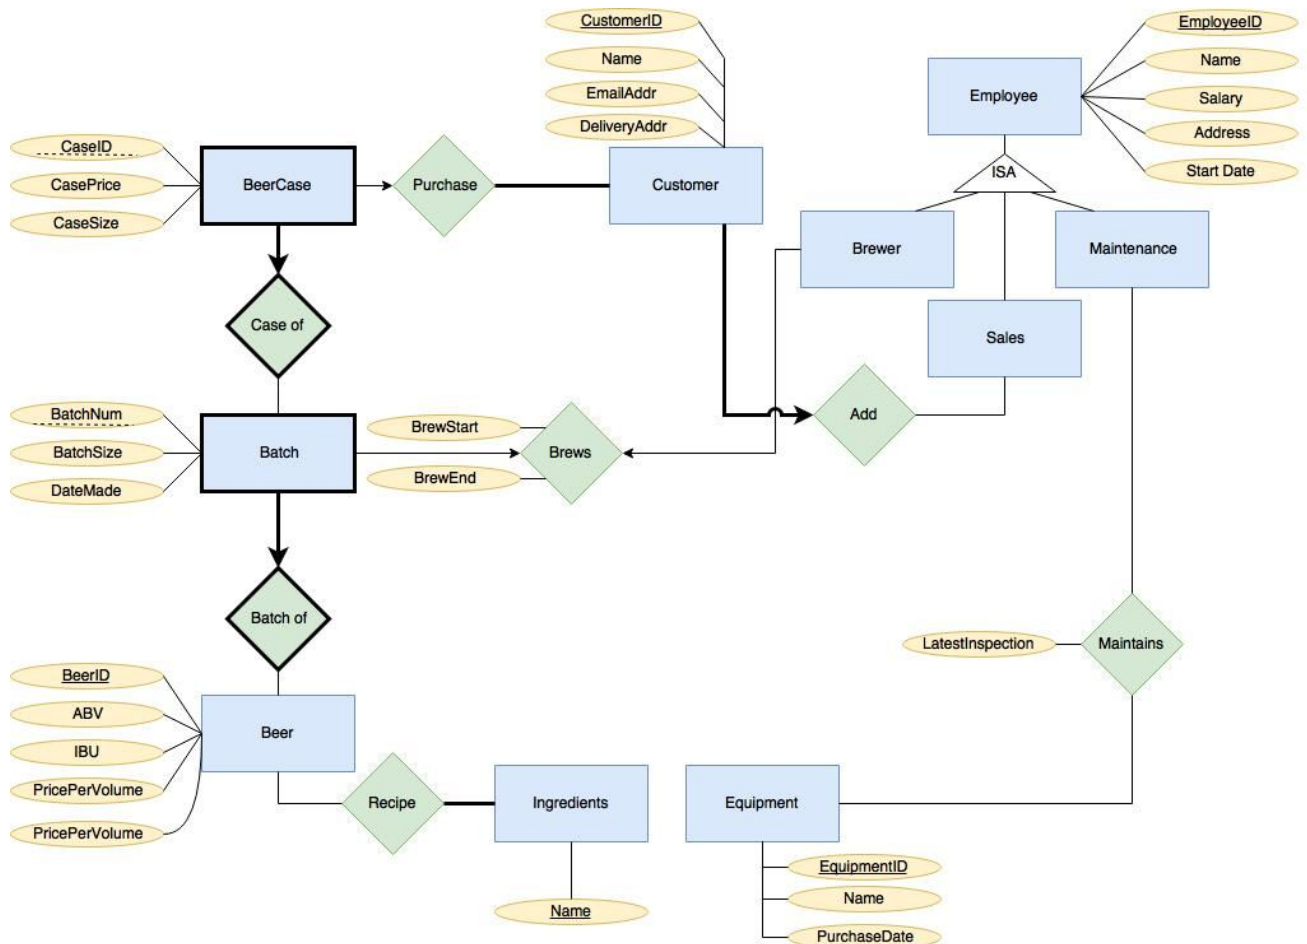 CustomerID
EmployeeID
Name
Name
EmailAddr
Employee
Salary
DeliveryAddr
Address
CaseID
CasePrice
BeerCase
Purchase
Customer
ISA
Start Date
CaseSize
Brewer
Maintenance
Case of
Sales
BatchNum
BrewStart
Add
BatchSize
Batch
Brews
BrewEnd
DateMade
Batch of
LatestInspection
Maintains
BeerID
ABV
Beer
IBU
PricePerVolume
Recipe
Ingredients
Equipment
PricePerVolume
EquipmentID
Name
Name
PurchaseDate